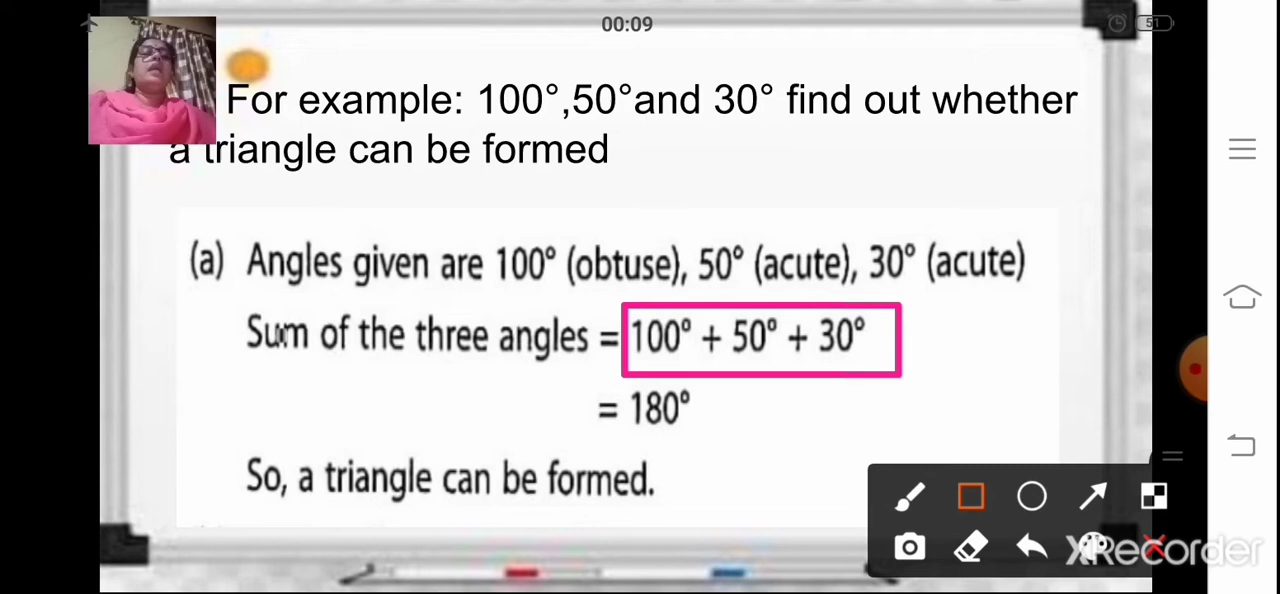 00:09
51
For example: 100°,50°and 30° find out whether
a triangle can be formed
(a) Angles given are 100° (obtuse), 50° (acute), 30° (acute)
Sum of the three angles = 100° + 50° + 30°
= 180°
So, a triangle can be formed.
XRecorder